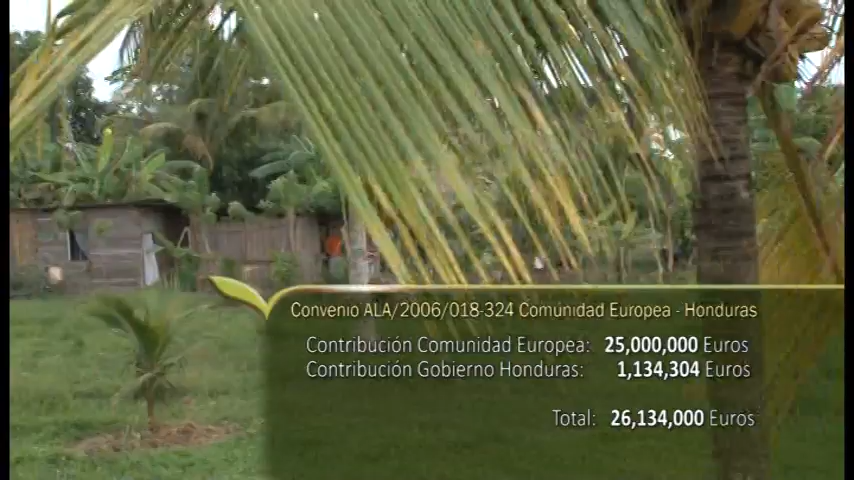 Convenio ALA/2006/018-324 Comunidad Europea - Honduras
Contribución Comunidad Europea: 25,000,000 Euros
Contribución Gobierno Honduras: 1,134,304 Euros
Total: 26,134,000 Euros